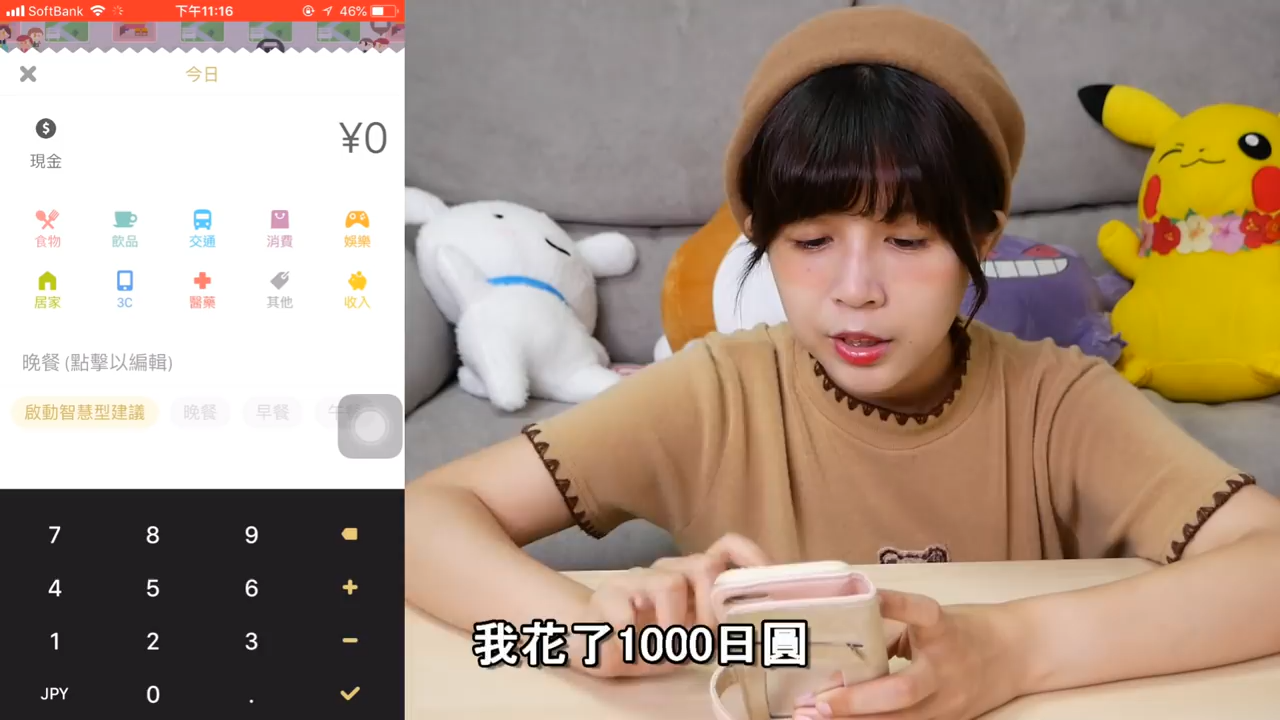 SoftBank 下午11:16 46%
今日
¥0
現金
食物 飲品 交通 消費 娛樂
居家 3C 醫藥 其他 收入
晚餐 (點擊以編輯)
啟動智慧型建議 晚餐 早餐 午
7 8 9
4 5 6 +
1 2 3 −
JPY 0 .
我花了1000日圓